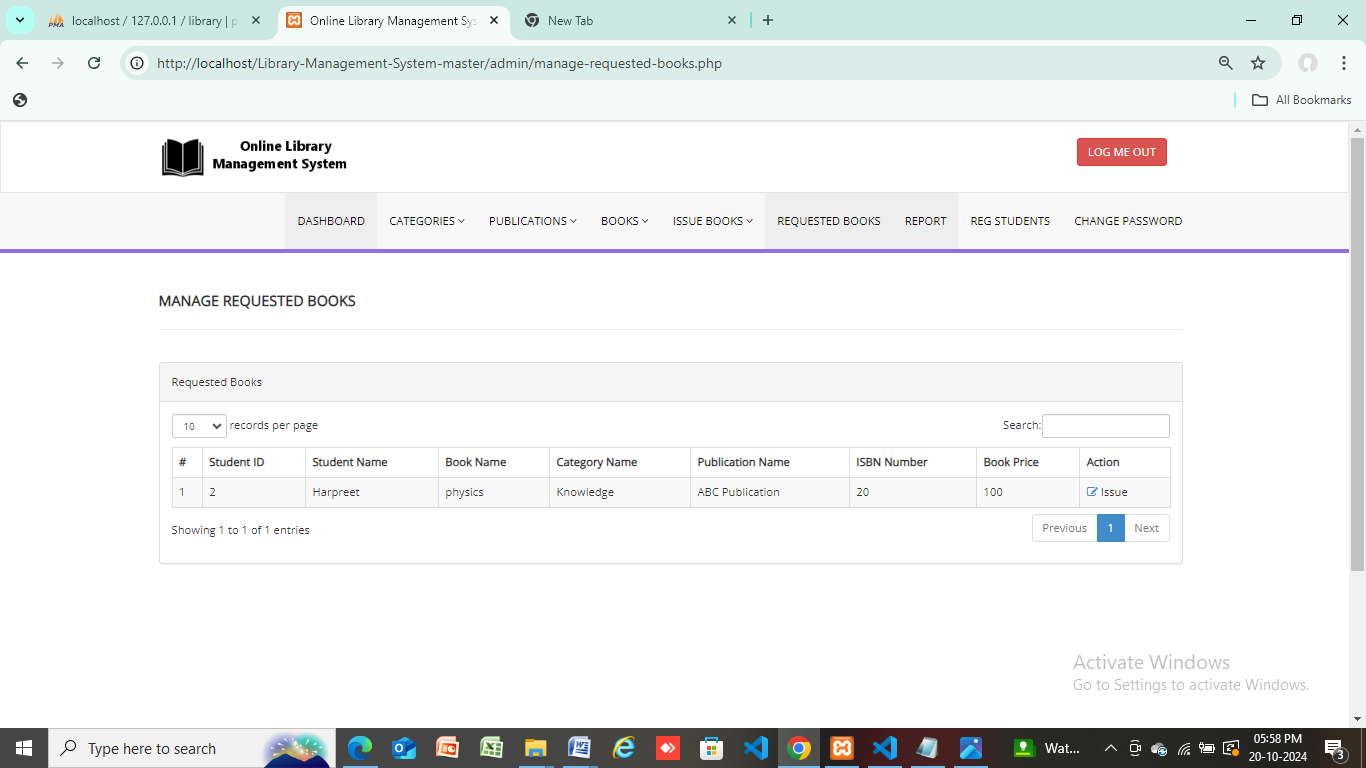 localhost / 127.0.0.1 / library | p
Online Library Management Sys
New Tab
http://localhost/Library-Management-System-master/admin/manage-requested-books.php
All Bookmarks
Online Library
Management System
LOG ME OUT
DASHBOARD CATEGORIES PUBLICATIONS BOOKS ISSUE BOOKS REQUESTED BOOKS REPORT REG STUDENTS CHANGE PASSWORD
MANAGE REQUESTED BOOKS
Requested Books
10 records per page Search:
# Student ID Student Name Book Name Category Name Publication Name ISBN Number Book Price Action
1 2 Harpreet physics Knowledge ABC Publication 20 100 Issue
Showing 1 to 1 of 1 entries Previous 1 Next
Activate Windows
Go to Settings to activate Windows.
Type here to search
Wat...
05:58 PM
20-10-2024
3